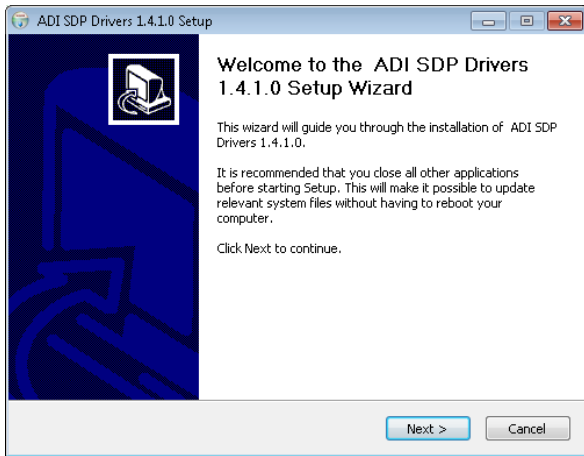 ADI SDP Drivers 1.4.1.0 Setup
Welcome to the  ADI SDP Drivers
1.4.1.0 Setup Wizard
This wizard will guide you through the installation of  ADI SDP
Drivers 1.4.1.0.
It is recommended that you close all other applications
before starting Setup. This will make it possible to update
relevant system files without having to reboot your
computer.
Click Next to continue.
Next >
Cancel